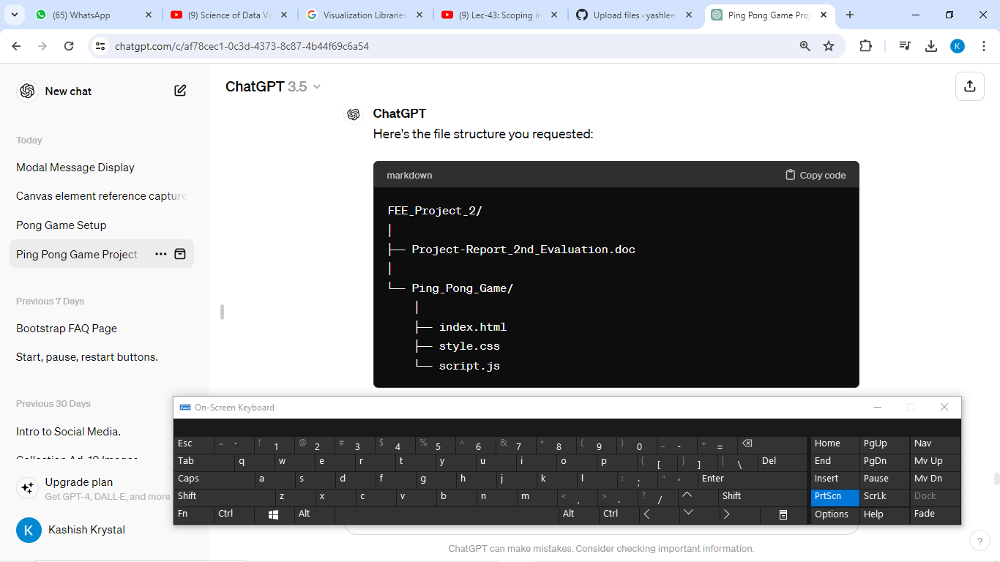 (65) WhatsApp
(9) Science of Data Vi
Visualization Libraries
(9) Lec-43: Scoping in
Upload files · yashlee
Ping Pong Game Proj
chatgpt.com/c/af78cec1-0c3d-4373-8c87-4b44f69c6a54
K
New chat
Today
Modal Message Display
Canvas element reference capture
Pong Game Setup
Ping Pong Game Project
Previous 7 Days
Bootstrap FAQ Page
Start, pause, restart buttons.
Previous 30 Days
Intro to Social Media.
Upgrade plan
Get GPT-4, DALL·E, and more
K Kashish Krystal
ChatGPT 3.5
ChatGPT
Here's the file structure you requested:
markdown Copy code
FEE_Project_2/
│
├── Project-Report_2nd_Evaluation.doc
│
└── Ping_Pong_Game/
│
├── index.html
├── style.css
└── script.js
On-Screen Keyboard
Esc ~ ` ! 1 @ 2 # 3 $ 4 % 5 ^ 6 & 7 * 8 ( 9 ) 0 _ - + = Home PgUp Nav
Tab q w e r t y u i o p { [ } ] | \ Del End PgDn Mv Up
Caps a s d f g h j k l : ; " ' Enter Insert Pause Mv Dn
Shift z x c v b n m < , > . ? / Shift PrtScn ScrLk Dock
Fn Ctrl Alt Alt Ctrl Options Help Fade
ChatGPT can make mistakes. Consider checking important information.
?